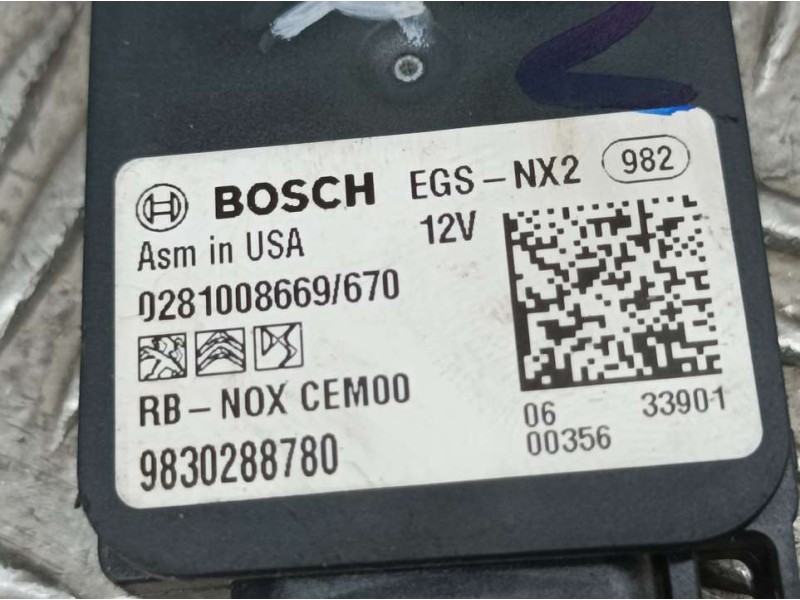 BOSCH EGS-NX2 982
Asm in USA 12V
0281008669/670
RB-NOX CEM00
9830288780
06 33901
00356